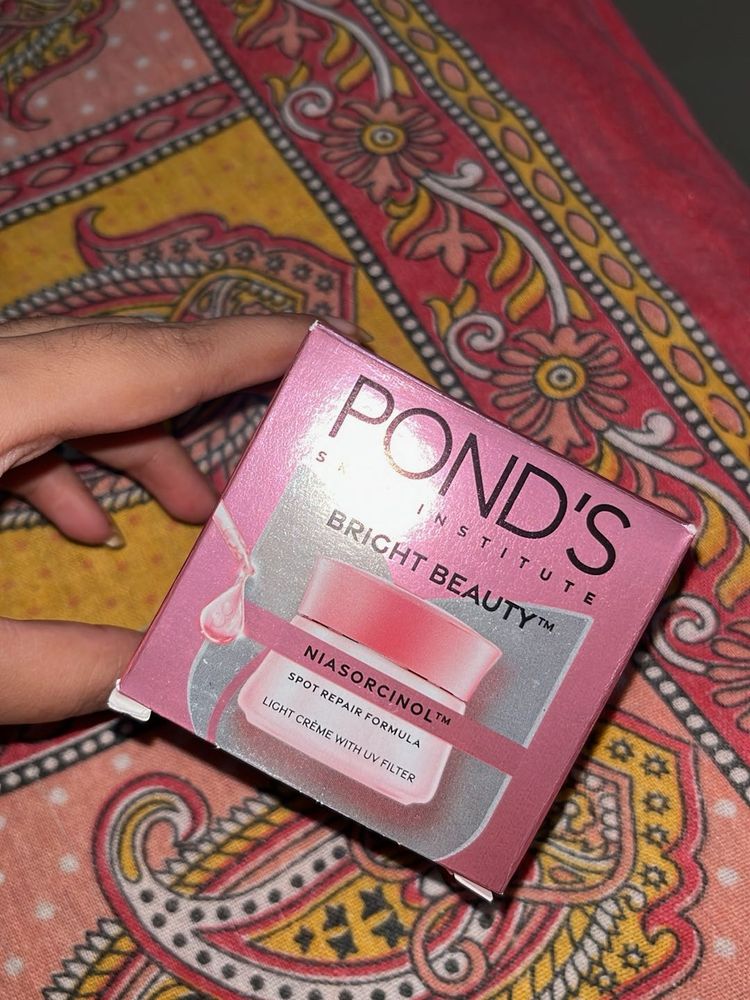 POND'S
SKIN INSTITUTE
BRIGHT BEAUTY™
NIASORCINOL™
SPOT REPAIR FORMULA
LIGHT CRÈME WITH UV FILTER